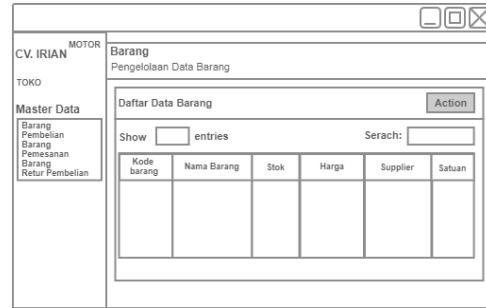 MOTOR
CV. IRIAN
TOKO
Master Data
Barang
Pembelian
Barang
Pemesanan
Barang
Retur Pembelian
Barang
Pengelolaan Data Barang
Daftar Data Barang
Action
Show entries
Serach:
Kode barang
Nama Barang
Stok
Harga
Supplier
Satuan